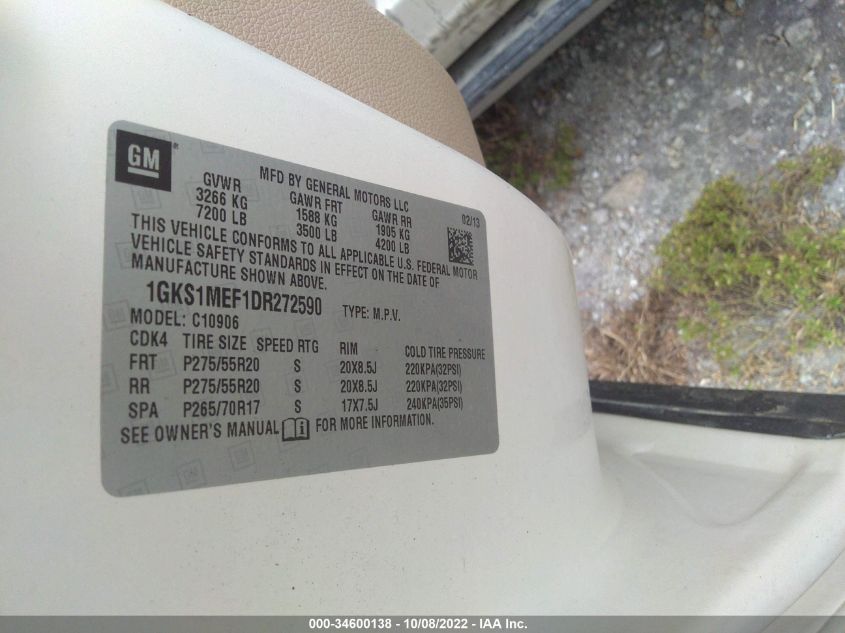 GM
MFD BY GENERAL MOTORS LLC
GVWR GAWR FRT GAWR RR 02/13
3266 KG 1588 KG 1905 KG
7200 LB 3500 LB 4200 LB
THIS VEHICLE CONFORMS TO ALL APPLICABLE U.S. FEDERAL MOTOR
VEHICLE SAFETY STANDARDS IN EFFECT ON THE DATE OF
MANUFACTURE SHOWN ABOVE.
1GKS1MEF1DR272590 TYPE: M.P.V.
MODEL: C10906
CDK4 TIRE SIZE SPEED RTG RIM COLD TIRE PRESSURE
FRT P275/55R20 S 20X8.5J 220KPA(32PSI)
RR P275/55R20 S 20X8.5J 220KPA(32PSI)
SPA P265/70R17 S 17X7.5J 240KPA(35PSI)
SEE OWNER'S MANUAL i FOR MORE INFORMATION.
000-34600138 - 10/08/2022 - IAA Inc.